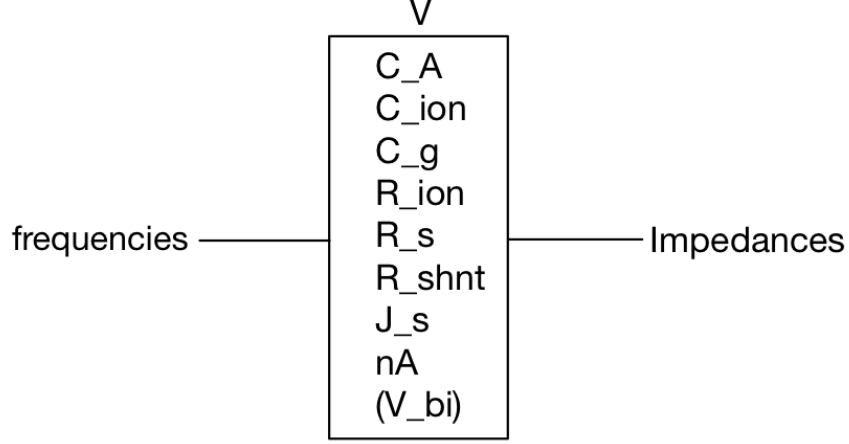 V
C_A
C_ion
C_g
R_ion
frequencies
R_s
Impedances
R_shnt
J_s
nA
(V_bi)